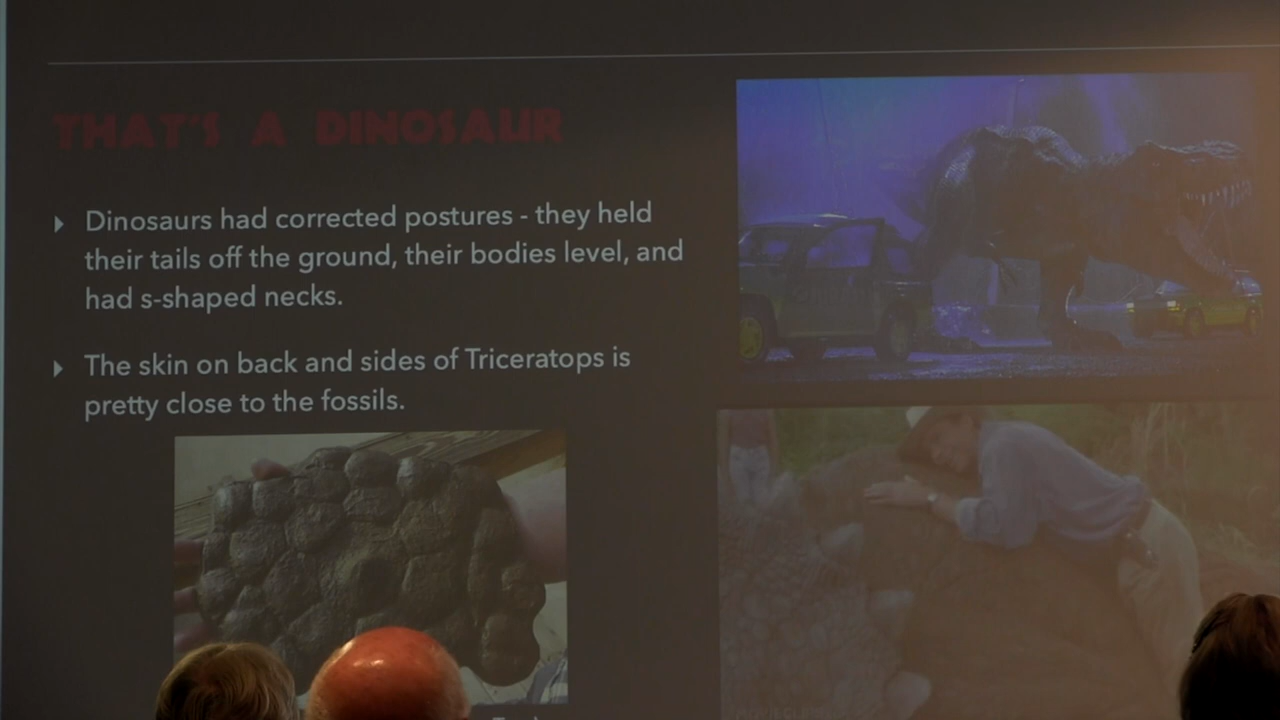 THAT'S A DINOSAUR
Dinosaurs had corrected postures - they held
their tails off the ground, their bodies level, and
had s-shaped necks.
The skin on back and sides of Triceratops is
pretty close to the fossils.